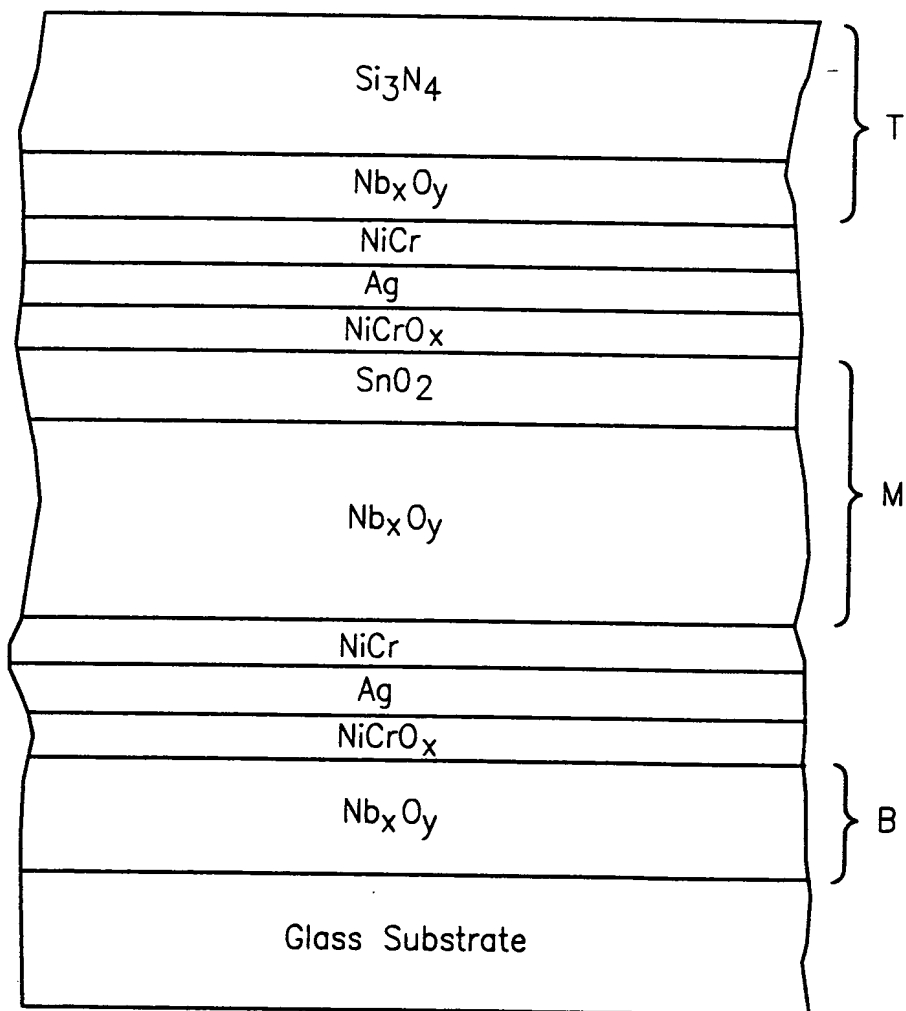 Si3N4
T
NbxOy
NiCr
Ag
NiCrOx
SnO2
M
NbxOy
NiCr
Ag
NiCrOx
NbxOy
B
Glass Substrate